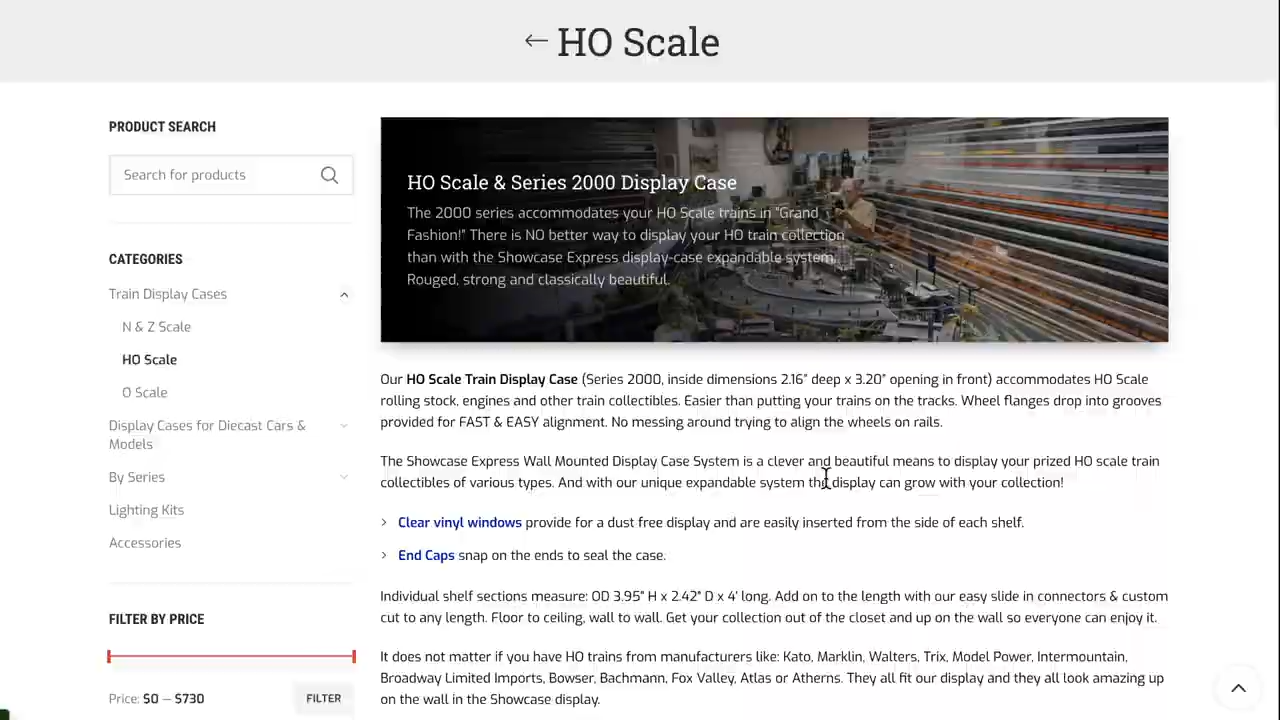 HO Scale
PRODUCT SEARCH
Search for products
CATEGORIES
Train Display Cases
N & Z Scale
HO Scale
O Scale
Display Cases for Diecast Cars &
Models
By Series
Lighting Kits
Accessories
FILTER BY PRICE
Price: $0 — $730
FILTER
HO Scale & Series 2000 Display Case
The 2000 series accommodates your HO Scale trains in "Grand
Fashion!" There is NO better way to display your HO train collection
than with the Showcase Express display-case expandable system.
Rouged, strong and classically beautiful.
Our HO Scale Train Display Case (Series 2000, inside dimensions 2.16" deep x 3.20" opening in front) accommodates HO Scale
rolling stock, engines and other train collectibles. Easier than putting your trains on the tracks. Wheel flanges drop into grooves
provided for FAST & EASY alignment. No messing around trying to align the wheels on rails.
The Showcase Express Wall Mounted Display Case System is a clever and beautiful means to display your prized HO scale train
collectibles of various types. And with our unique expandable system the display can grow with your collection!
Clear vinyl windows provide for a dust free display and are easily inserted from the side of each shelf.
End Caps snap on the ends to seal the case.
Individual shelf sections measure: OD 3.95" H x 2.42" D x 4' long. Add on to the length with our easy slide in connectors & custom
cut to any length. Floor to ceiling, wall to wall. Get your collection out of the closet and up on the wall so everyone can enjoy it.
It does not matter if you have HO trains from manufacturers like: Kato, Marklin, Walters, Trix, Model Power, Intermountain,
Broadway Limited Imports, Bowser, Bachmann, Fox Valley, Atlas or Atherns. They all fit our display and they all look amazing up
on the wall in the Showcase display.